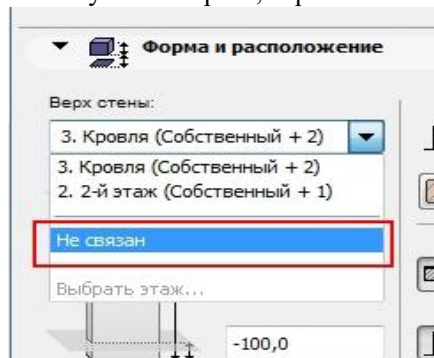 Форма и расположение
Верх стены:
3. Кровля (Собственный + 2)
3. Кровля (Собственный + 2)
2. 2-й этаж (Собственный + 1)
Не связан
Выбрать этаж...
-100,0